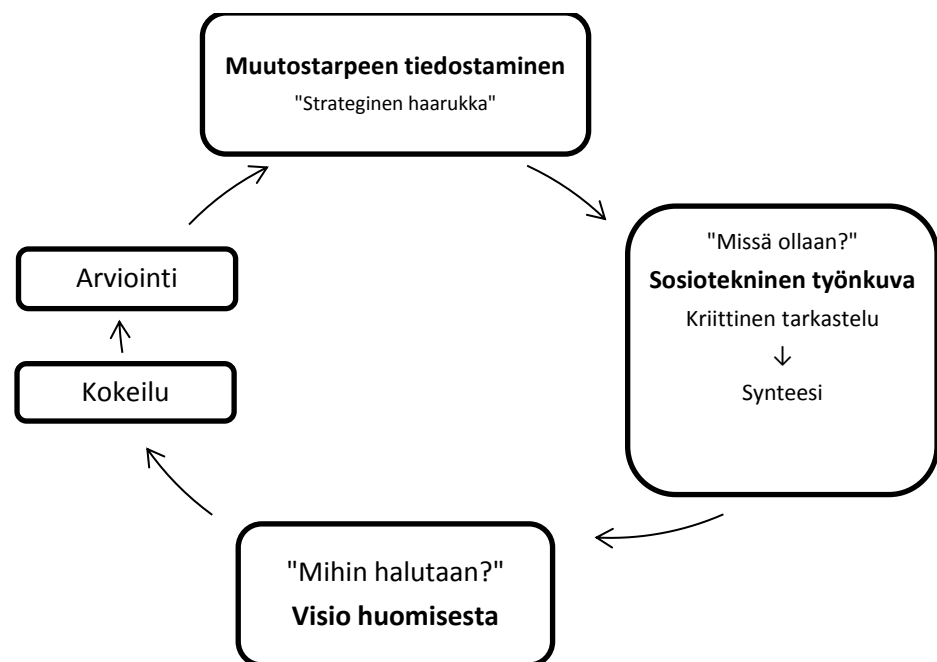 Muutostarpeen tiedostaminen
"Strateginen haarukka"
"Missä ollaan?"
Sosiotekninen työnkuva
Kriittinen tarkastelu
↓
Synteesi
"Mihin halutaan?"
Visio huomisesta
Kokeilu
Arviointi